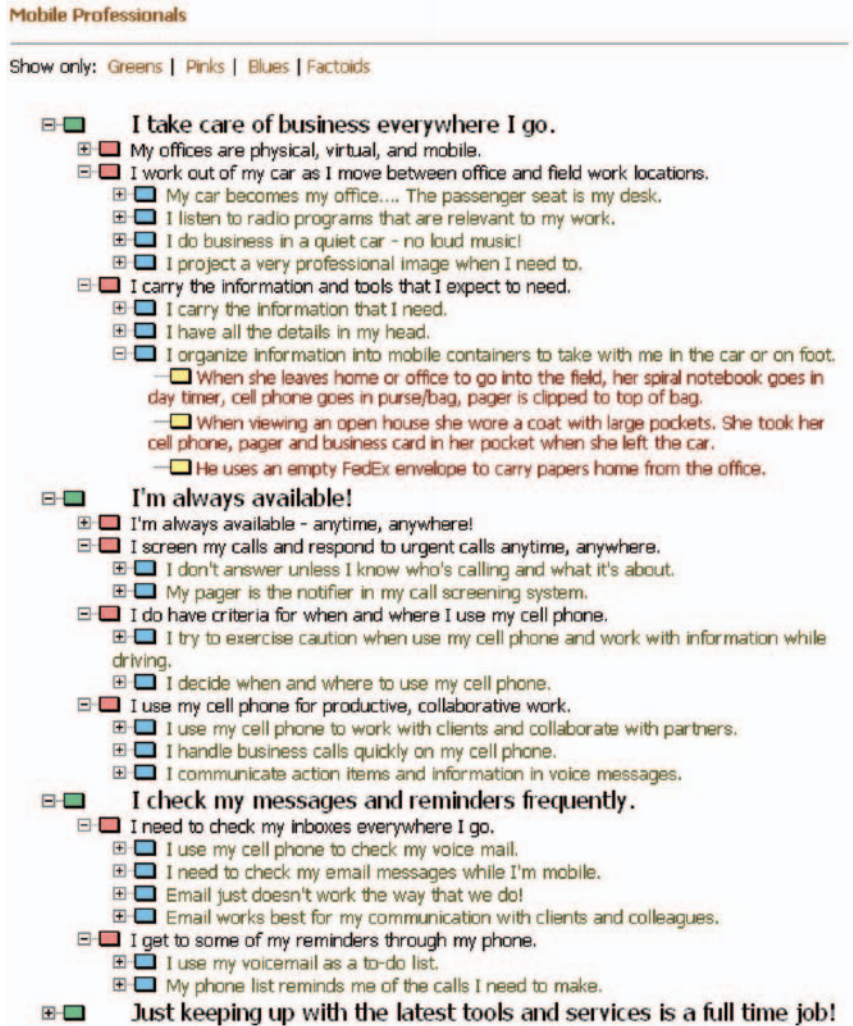 Mobile Professionals
Show only: Greens | Pinks | Blues | Factoids
I take care of business everywhere I go.
My offices are physical, virtual, and mobile.
I work out of my car as I move between office and field work locations.
My car becomes my office.... The passenger seat is my desk.
I listen to radio programs that are relevant to my work.
I do business in a quiet car - no loud music!
I project a very professional image when I need to.
I carry the information and tools that I expect to need.
I carry the information that I need.
I have all the details in my head.
I organize information into mobile containers to take with me in the car or on foot.
When she leaves home or office to go into the field, her spiral notebook goes in
day timer, cell phone goes in purse/bag, pager is clipped to top of bag.
When viewing an open house she wore a coat with large pockets. She took her
cell phone, pager and business card in her pocket when she left the car.
He uses an empty FedEx envelope to carry papers home from the office.
I'm always available!
I'm always available - anytime, anywhere!
I screen my calls and respond to urgent calls anytime, anywhere.
I don't answer unless I know who's calling and what it's about.
My pager is the notifier in my call screening system.
I do have criteria for when and where I use my cell phone.
I try to exercise caution when use my cell phone and work with information while
driving.
I decide when and where to use my cell phone.
I use my cell phone for productive, collaborative work.
I use my cell phone to work with clients and collaborate with partners.
I handle business calls quickly on my cell phone.
I communicate action items and information in voice messages.
I check my messages and reminders frequently.
I need to check my inboxes everywhere I go.
I use my cell phone to check my voice mail.
I need to check my email messages while I'm mobile.
Email just doesn't work the way that we do!
Email works best for my communication with clients and colleagues.
I get to some of my reminders through my phone.
I use my voicemail as a to-do list.
My phone list reminds me of the calls I need to make.
Just keeping up with the latest tools and services is a full time job!